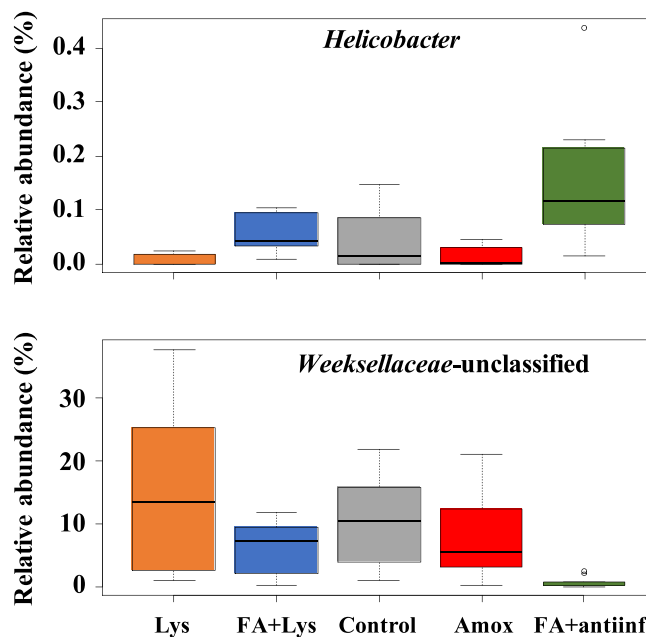 Helicobacter
Relative abundance (%)
0.4
0.3
0.2
0.1
0.0
Weeksellaceae-unclassified
Relative abundance (%)
30
20
10
0
Lys FA+Lys Control Amox FA+antiinf